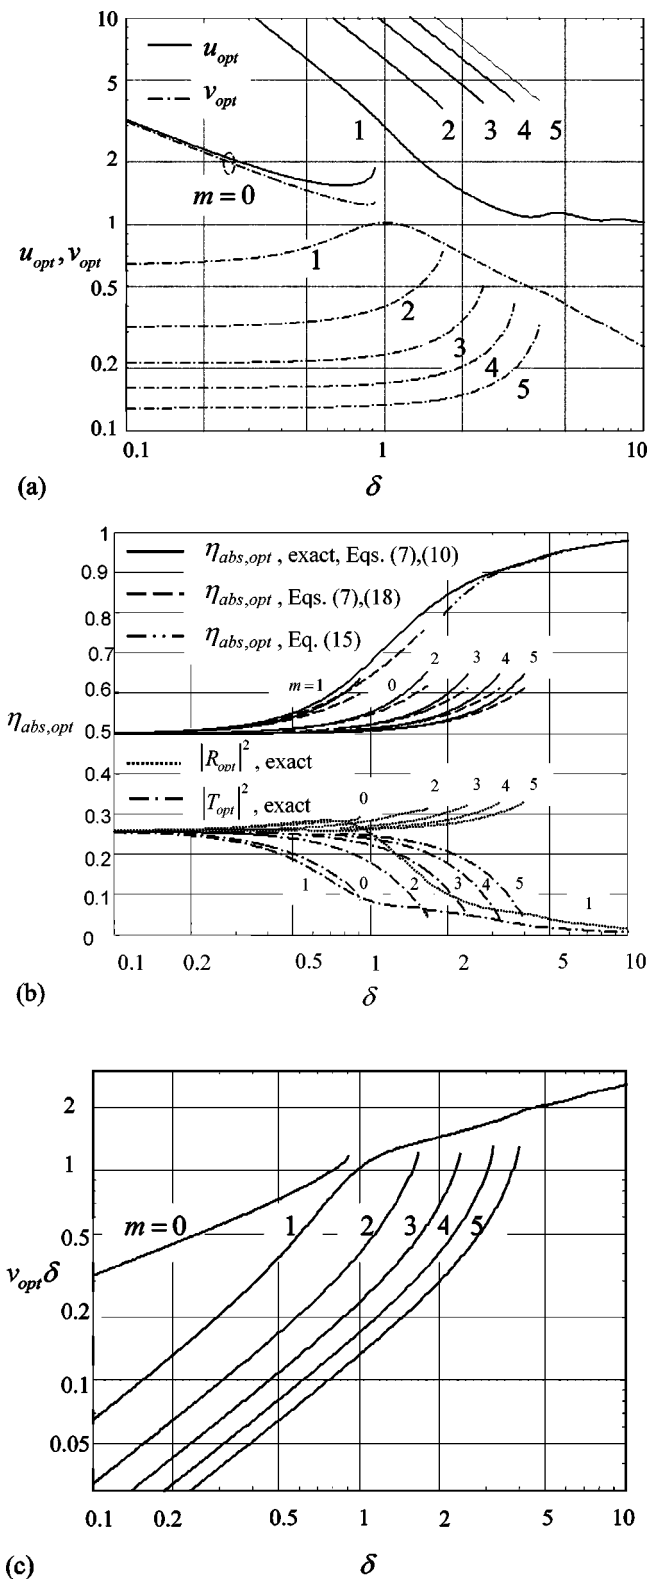 10
u_opt
v_opt
5
2
1
m = 0
1 2 3 4 5
1
u_opt, v_opt
0.5
2
3
0.2
4
5
0.1
0.1 1 10
(a) δ
1
η_abs,opt, exact, Eqs. (7),(10)
0.9
η_abs,opt, Eqs. (7),(18)
0.8
η_abs,opt, Eq. (15)
0.7
2 3 4 5
m=1 0
0.6
η_abs,opt
0.5
|R_opt|², exact
0.4
0.3
|T_opt|², exact
0 2 3 4 5
0.2
0.1
1 0 2 3 4 5 1
0
0.1 0.2 0.5 1 2 5 10
(b) δ
2
1
m = 0 1 2 3 4 5
0.5
v_opt δ
0.2
0.1
0.05
0.1 0.2 0.5 1 2 5 10
(c) δ